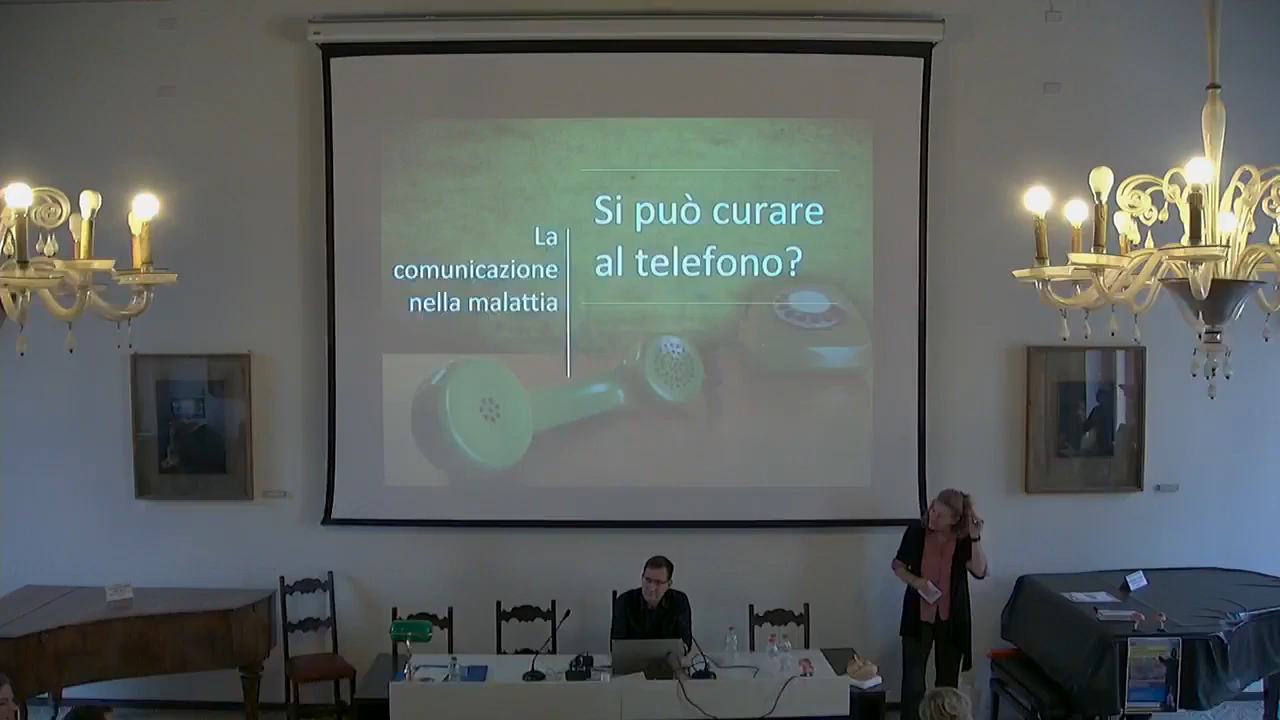 La
comunicazione
nella malattia
Si può curare
al telefono?